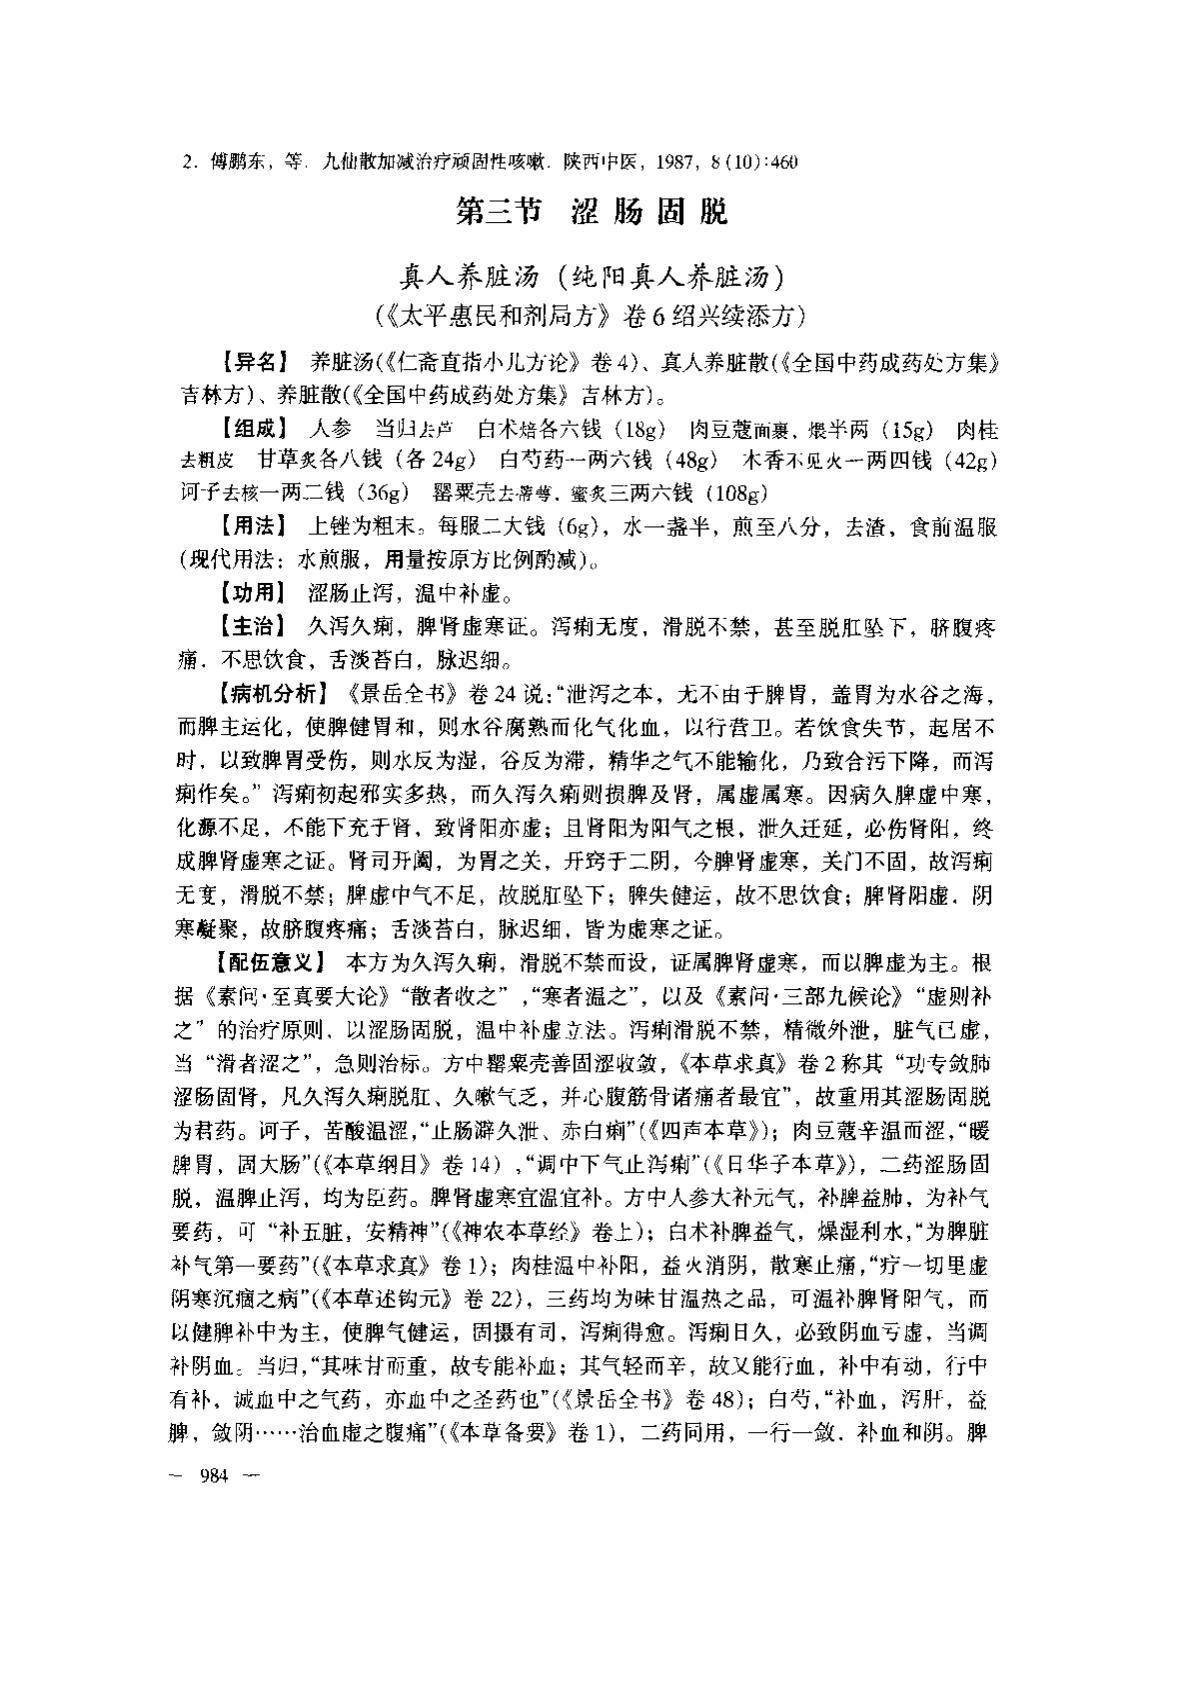 2. 傅鹏东，等. 九仙散加减治疗顽固性咳嗽. 陕西中医，1987，8(10):460
第三节 涩肠固脱
真人养脏汤（纯阳真人养脏汤）
（《太平惠民和剂局方》卷6绍兴续添方）
【异名】 养脏汤（《仁斋直指小儿方论》卷4）、真人养脏散（《全国中药成药处方集》
吉林方）、养脏散（《全国中药成药处方集》吉林方）。
【组成】 人参 当归去芦 白术焙各六钱（18g） 肉豆蔻面裹，煨半两（15g） 肉桂
去粗皮 甘草炙各八钱（各24g） 白芍药一两六钱（48g） 木香不见火一两四钱（42g）
诃子去核一两二钱（36g） 罂粟壳去蒂萼，蜜炙三两六钱（108g）
【用法】 上锉为粗末。每服二大钱（6g），水一盏半，煎至八分，去渣，食前温服
（现代用法：水煎服，用量按原方比例酌减）。
【功用】 涩肠止泻，温中补虚。
【主治】 久泻久痢，脾肾虚寒证。泻痢无度，滑脱不禁，甚至脱肛坠下，脐腹疼
痛，不思饮食，舌淡苔白，脉迟细。
【病机分析】《景岳全书》卷24说：“泄泻之本，无不由于脾胃，盖胃为水谷之海，
而脾主运化，使脾健胃和，则水谷腐熟而化气化血，以行营卫。若饮食失节，起居不
时，以致脾胃受伤，则水反为湿，谷反为滞，精华之气不能输化，乃致合污下降，而泻
痢作矣。”泻痢初起邪实多热，而久泻久痢则损脾及肾，属虚属寒。因病久脾虚中寒，
化源不足，不能下充于肾，致肾阳亦虚；且肾阳为阳气之根，泄久迁延，必伤肾阳，终
成脾肾虚寒之证。肾司开阖，为胃之关，开窍于二阴，今脾肾虚寒，关门不固，故泻痢
无度，滑脱不禁；脾虚中气不足，故脱肛坠下；脾失健运，故不思饮食；脾肾阳虚，阴
寒凝聚，故脐腹疼痛；舌淡苔白，脉迟细，皆为虚寒之证。
【配伍意义】 本方为久泻久痢，滑脱不禁而设，证属脾肾虚寒，而以脾虚为主。根
据《素问·至真要大论》“散者收之”，“寒者温之”，以及《素问·三部九候论》“虚则补
之”的治疗原则，以涩肠固脱，温中补虚立法。泻痢滑脱不禁，精微外泄，脏气已虚，
当“滑者涩之”，急则治标。方中罂粟壳善固涩收敛，《本草求真》卷2称其“功专敛肺
涩肠固肾，凡久泻久痢脱肛、久嗽气乏，并心腹筋骨诸痛者最宜”，故重用其涩肠固脱
为君药。诃子，苦酸温涩，“止肠澼久泄、赤白痢”（《四声本草》）；肉豆蔻辛温而涩，“暖
脾胃，固大肠”（《本草纲目》卷14），“调中下气止泻痢”（《日华子本草》），二药涩肠固
脱，温脾止泻，均为臣药。脾肾虚寒宜温宜补。方中人参大补元气，补脾益肺，为补气
要药，可“补五脏，安精神”（《神农本草经》卷上）；白术补脾益气，燥湿利水，“为脾脏
补气第一要药”（《本草求真》卷1）；肉桂温中补阳，益火消阴，散寒止痛，“疗一切里虚
阴寒沉痼之病”（《本草述钩元》卷22），三药均为味甘温热之品，可温补脾肾阳气，而
以健脾补中为主，使脾气健运，固摄有司，泻痢得愈。泻痢日久，必致阴血亏虚，当调
补阴血。当归，“其味甘而重，故专能补血；其气轻而辛，故又能行血，补中有动，行中
有补，诚血中之气药，亦血中之圣药也”（《景岳全书》卷48）；白芍，“补血，泻肝，益
脾，敛阴……治血虚之腹痛”（《本草备要》卷1），二药同用，一行一敛，补血和阴。脾
— 984 —